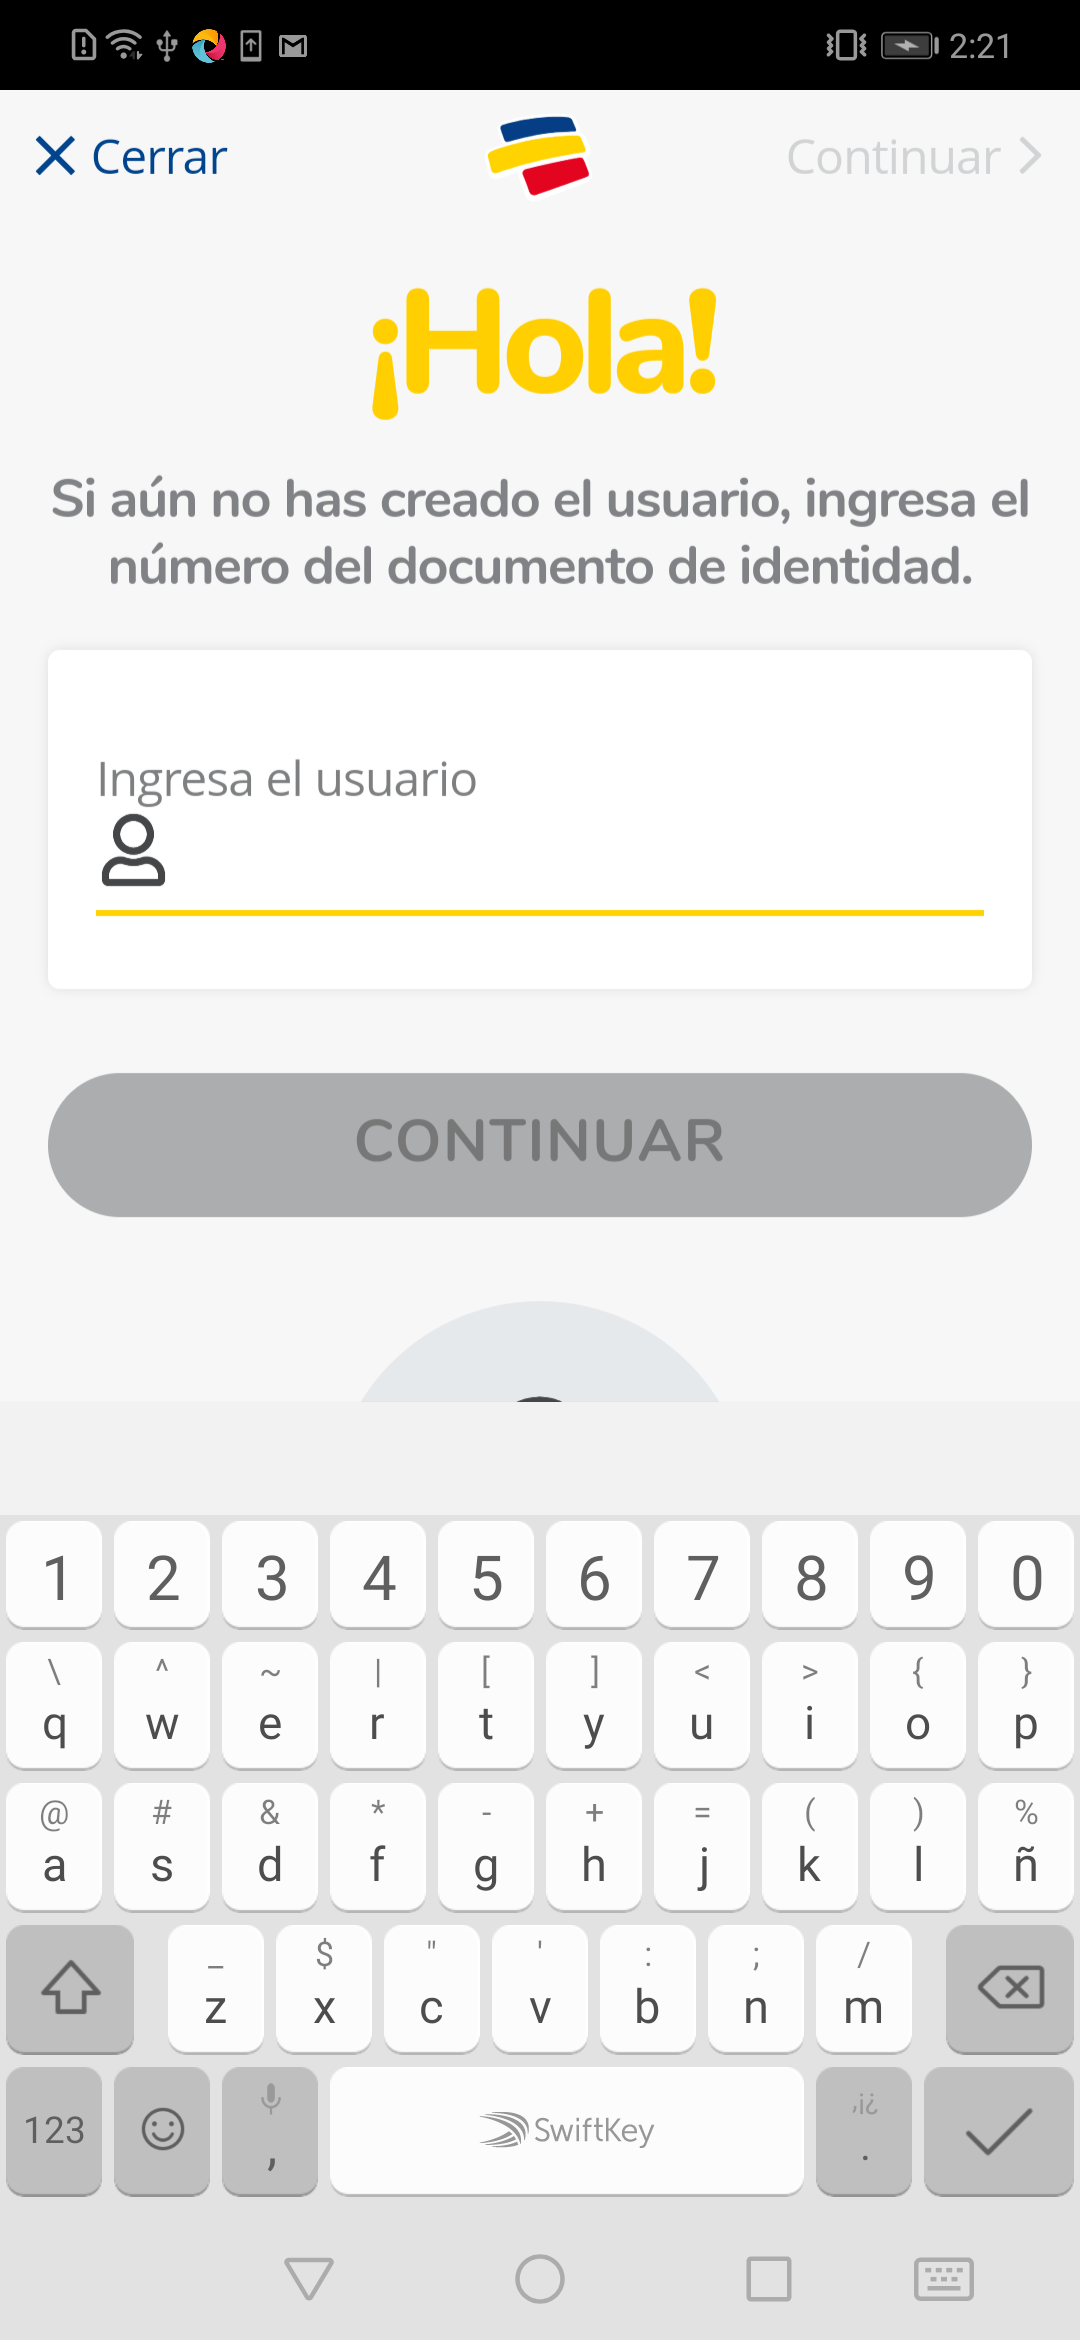 2:21
Cerrar
Continuar
¡Hola!
Si aún no has creado el usuario, ingresa el
número del documento de identidad.
Ingresa el usuario
CONTINUAR
1 2 3 4 5 6 7 8 9 0
\ ^ ~ | [ ] < > { }
q w e r t y u i o p
@ # & * - + = ( ) %
a s d f g h j k l ñ
_ $ " ' : ; /
z x c v b n m
,¡¿
123 , SwiftKey .